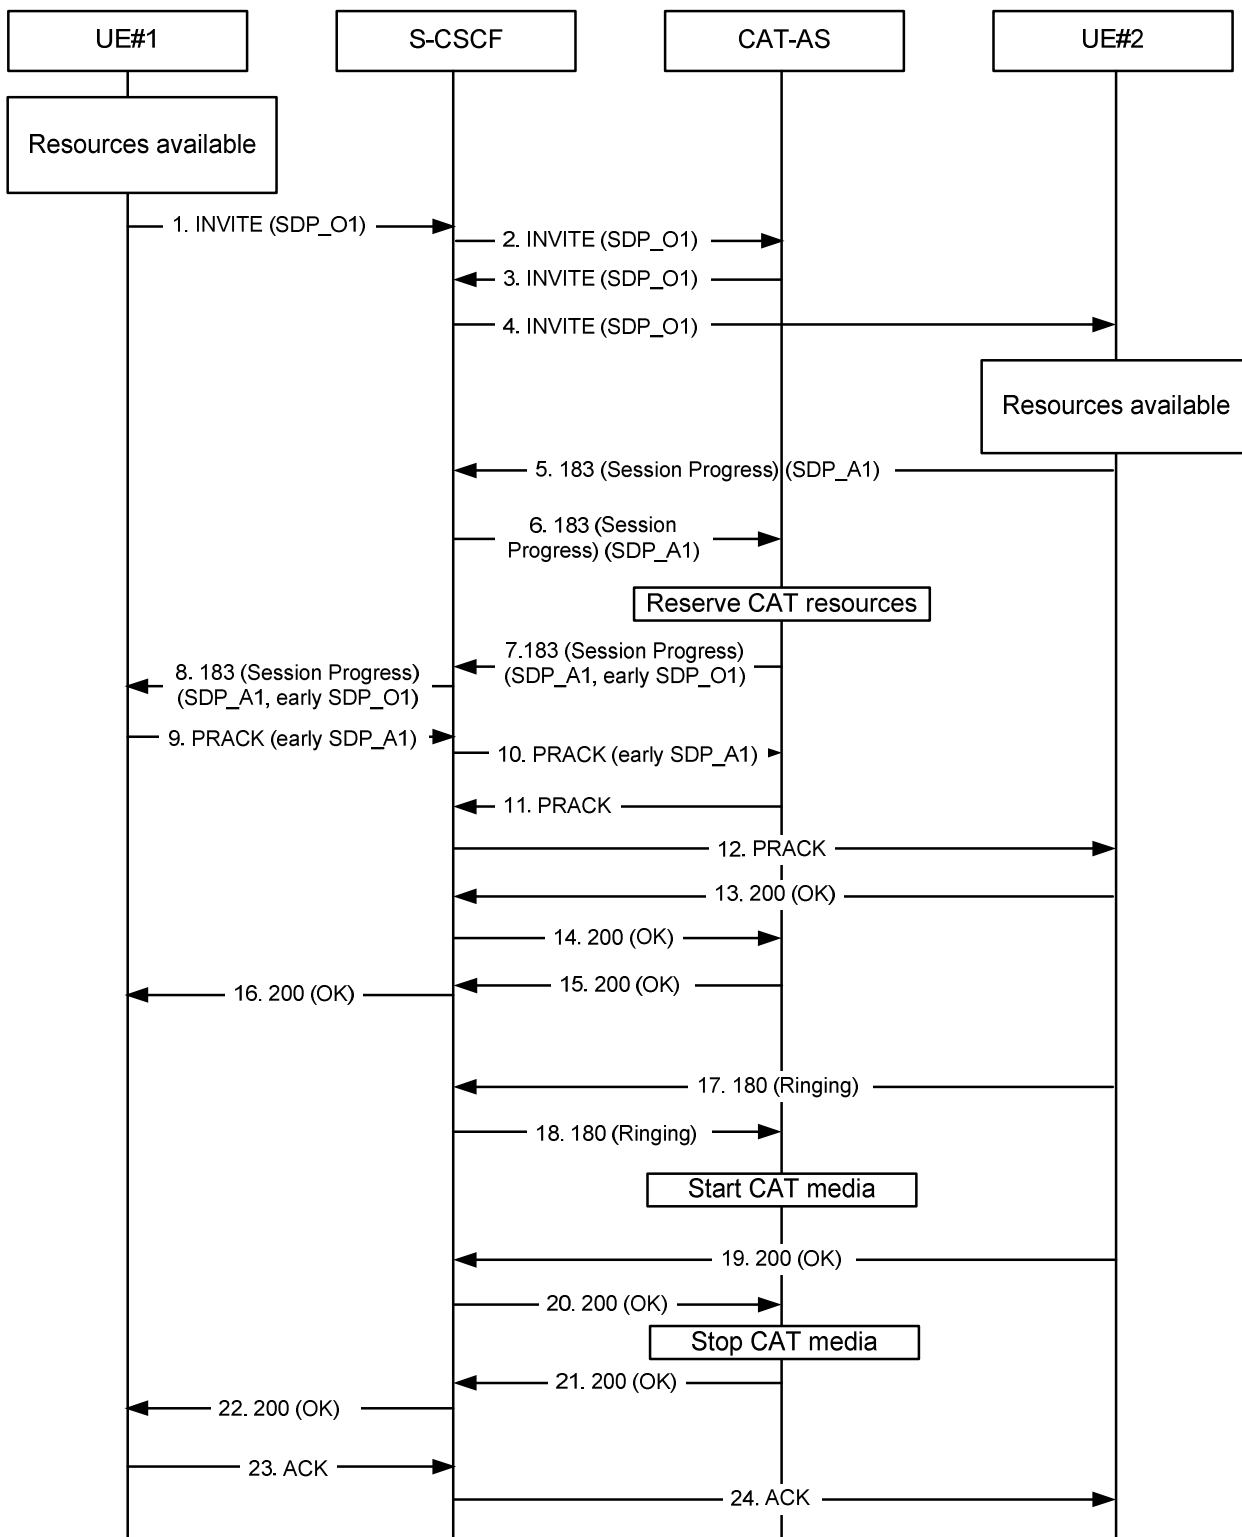 UE#1
S-CSCF
CAT-AS
UE#2
Resources available
1. INVITE (SDP_O1)
2. INVITE (SDP_O1)
3. INVITE (SDP_O1)
4. INVITE (SDP_O1)
Resources available
5. 183 (Session Progress) (SDP_A1)
6. 183 (Session
Progress) (SDP_A1)
Reserve CAT resources
7.183 (Session Progress)
(SDP_A1, early SDP_O1)
8. 183 (Session Progress)
(SDP_A1, early SDP_O1)
9. PRACK (early SDP_A1)
10. PRACK (early SDP_A1)
11. PRACK
12. PRACK
13. 200 (OK)
14. 200 (OK)
15. 200 (OK)
16. 200 (OK)
17. 180 (Ringing)
18. 180 (Ringing)
Start CAT media
19. 200 (OK)
20. 200 (OK)
Stop CAT media
21. 200 (OK)
22. 200 (OK)
23. ACK
24. ACK